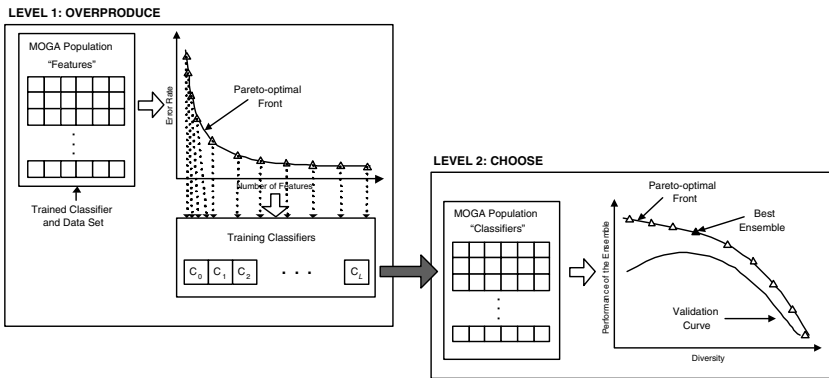 LEVEL 1: OVERPRODUCE
MOGA Population
“Features”
Trained Classifier
and Data Set
Error Rate
Pareto-optimal
Front
Number of Features
Training Classifiers
C0 C1 C2 . . . CL
LEVEL 2: CHOOSE
MOGA Population
“Classifiers”
Performance of the Ensemble
Pareto-optimal
Front
Best
Ensemble
Validation
Curve
Diversity